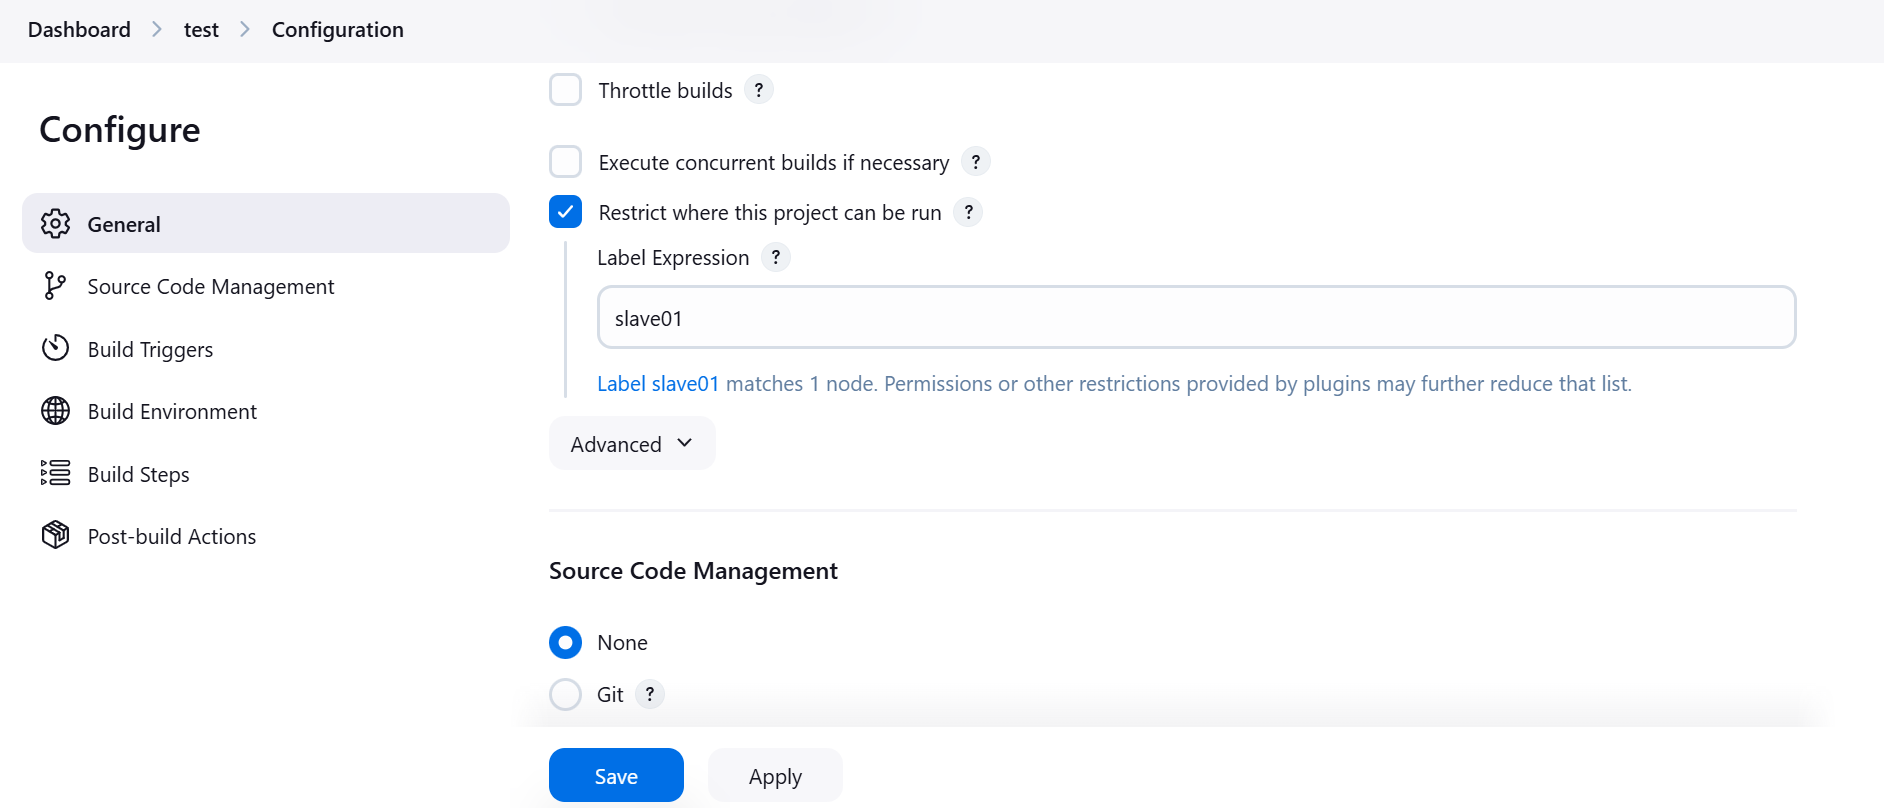 Dashboard > test > Configuration
Configure
General
Source Code Management
Build Triggers
Build Environment
Build Steps
Post-build Actions
Throttle builds ?
Execute concurrent builds if necessary ?
Restrict where this project can be run ?
Label Expression ?
slave01
Label slave01 matches 1 node. Permissions or other restrictions provided by plugins may further reduce that list.
Advanced
Source Code Management
None
Git ?
Save Apply